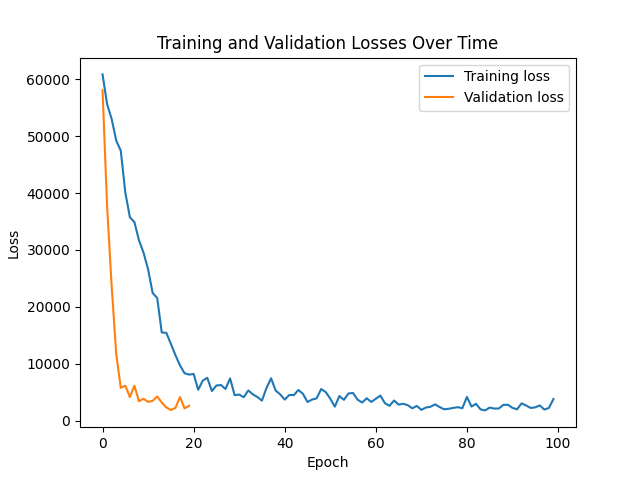 Training and Validation Losses Over Time
Training loss
Validation loss
60000
50000
40000
30000
20000
10000
0
Loss
0 20 40 60 80 100
Epoch